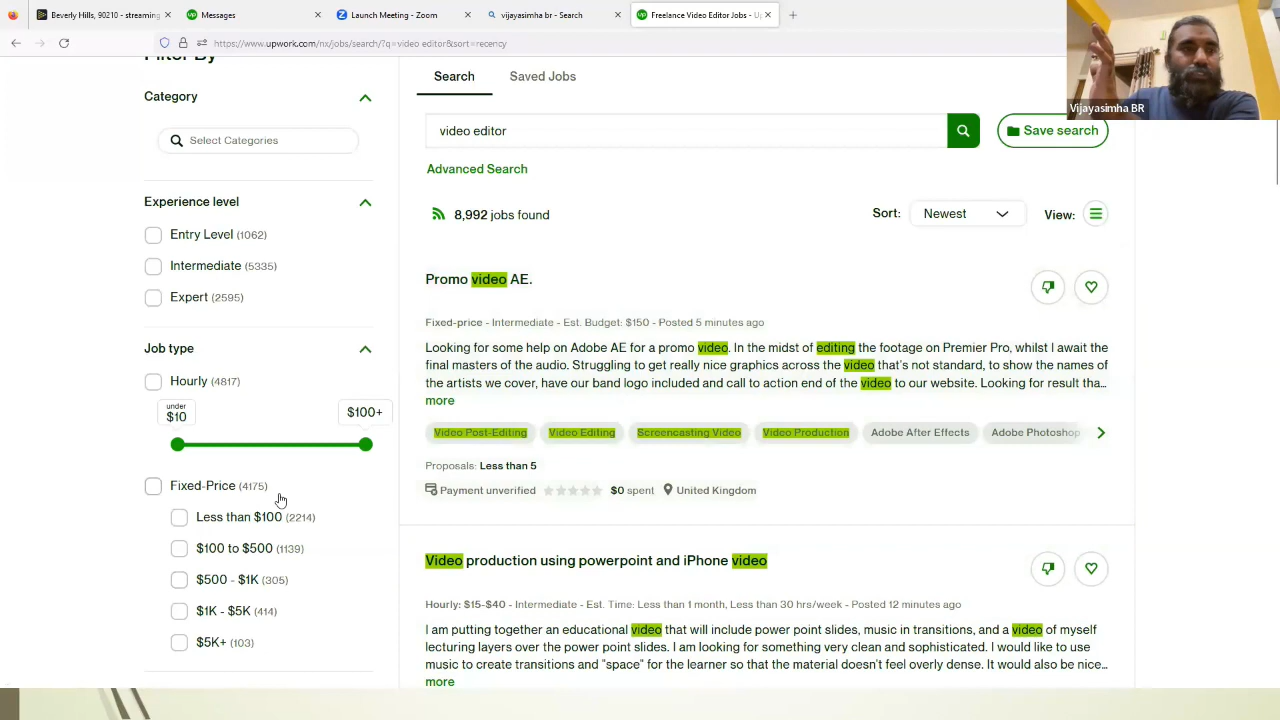 Beverly Hills, 90210 - streaming
Messages
Launch Meeting - Zoom
vijayasimha br - Search
Freelance Video Editor Jobs - Up
https://www.upwork.com/nx/jobs/search/?q=video editor&sort=recency
Filter By
Search
Saved Jobs
Vijayasimha BR
Category
Select Categories
video editor
Save search
Advanced Search
Experience level
8,992 jobs found
Sort:
Newest
View:
Entry Level (1062)
Intermediate (5335)
Expert (2595)
Promo video AE.
Fixed-price - Intermediate - Est. Budget: $150 - Posted 5 minutes ago
Looking for some help on Adobe AE for a promo video. In the midst of editing the footage on Premier Pro, whilst I await the
final masters of the audio. Struggling to get really nice graphics across the video that's not standard, to show the names of
the artists we cover, have our band logo included and call to action end of the video to our website. Looking for result tha…
more
Job type
Hourly (4817)
under
$10
$100+
Video Post-Editing
Video Editing
Screencasting Video
Video Production
Adobe After Effects
Adobe Photoshop
Proposals: Less than 5
Payment unverified
$0 spent
United Kingdom
Fixed-Price (4175)
Less than $100 (2214)
$100 to $500 (1139)
$500 - $1K (305)
$1K - $5K (414)
$5K+ (103)
Video production using powerpoint and iPhone video
Hourly: $15-$40 - Intermediate - Est. Time: Less than 1 month, Less than 30 hrs/week - Posted 12 minutes ago
I am putting together an educational video that will include power point slides, music in transitions, and a video of myself
lecturing layers over the power point slides. I am looking for something very clean and sophisticated. I would like to use
music to create transitions and "space" for the learner so that the material doesn't feel overly dense. It would also be nice…
more